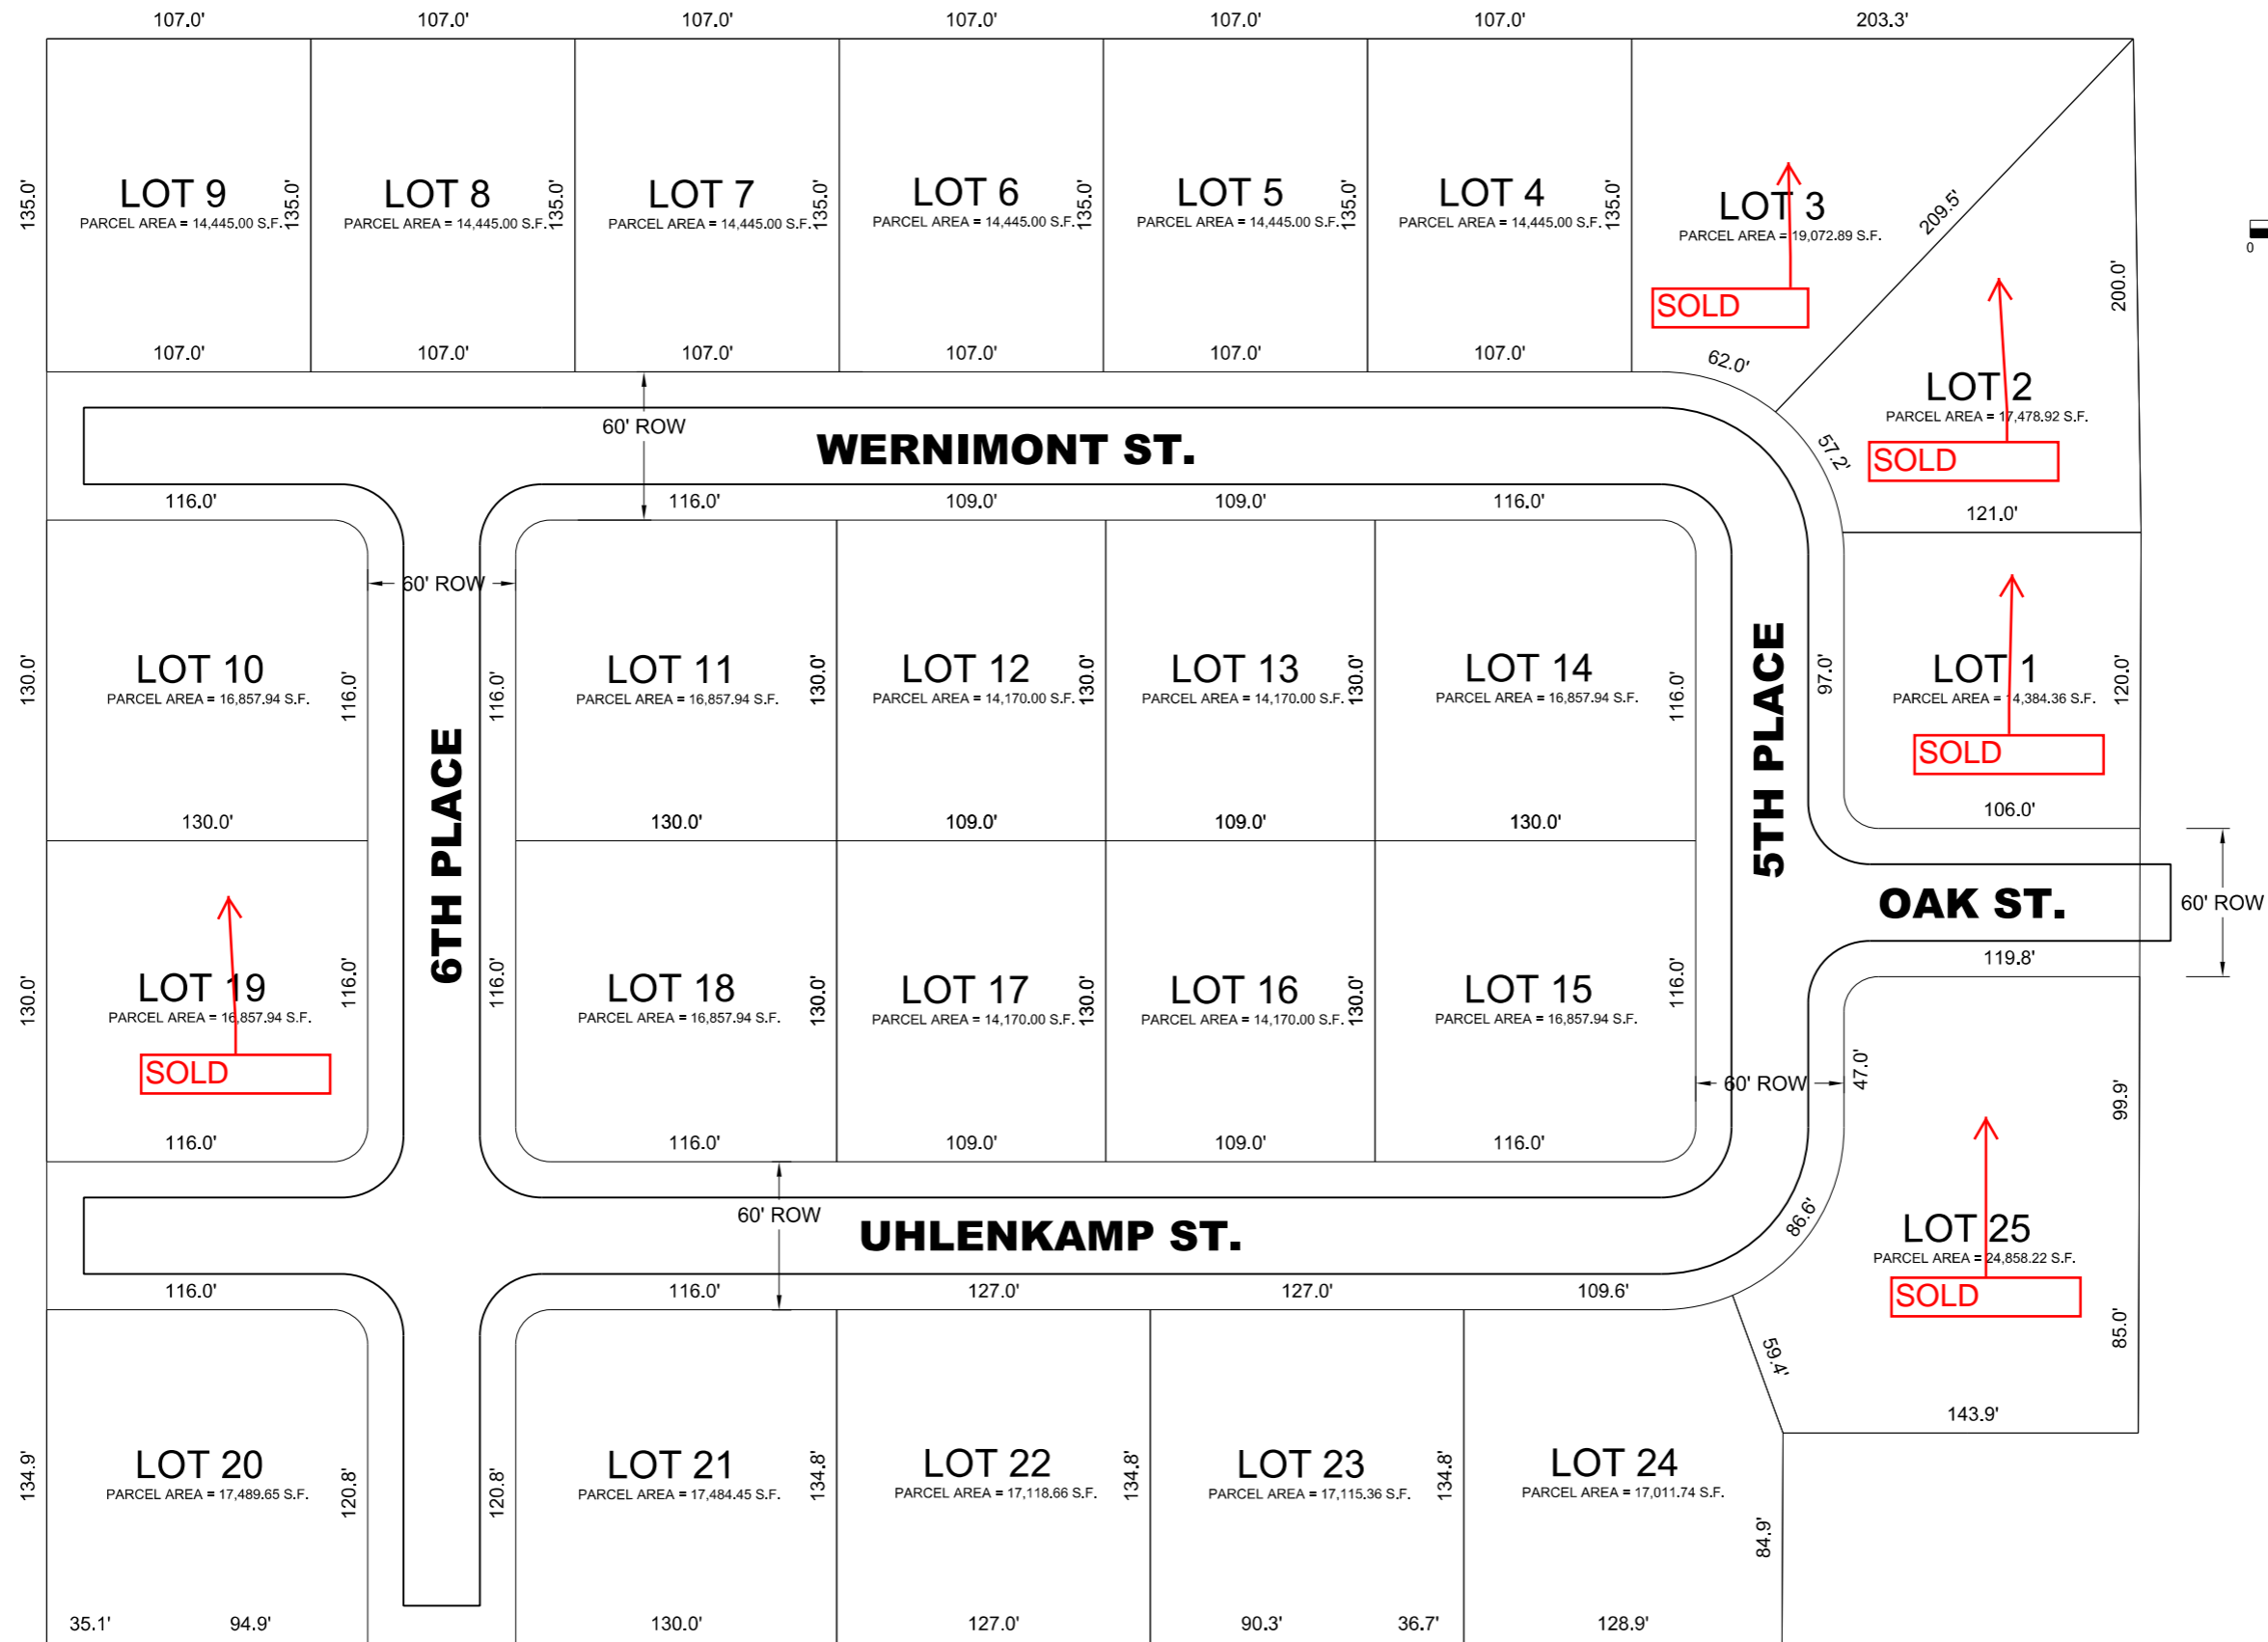 107.0' 107.0' 107.0' 107.0' 107.0' 107.0' 203.3'
135.0'
LOT 9
PARCEL AREA = 14,445.00 S.F.
135.0'
LOT 8
PARCEL AREA = 14,445.00 S.F.
135.0'
LOT 7
PARCEL AREA = 14,445.00 S.F.
135.0'
LOT 6
PARCEL AREA = 14,445.00 S.F.
135.0'
LOT 5
PARCEL AREA = 14,445.00 S.F.
135.0'
LOT 4
PARCEL AREA = 14,445.00 S.F.
135.0'
LOT 3
PARCEL AREA = 19,072.89 S.F.
SOLD
209.5'
200.0'
0
107.0' 107.0' 107.0' 107.0' 107.0' 107.0'
62.0'
LOT 2
PARCEL AREA = 17,478.92 S.F.
SOLD
57.2'
121.0'
60' ROW
WERNIMONT ST.
116.0' 116.0' 109.0' 109.0' 116.0'
60' ROW
130.0'
LOT 10
PARCEL AREA = 16,857.94 S.F.
116.0'
116.0'
LOT 11
PARCEL AREA = 16,857.94 S.F.
130.0'
LOT 12
PARCEL AREA = 14,170.00 S.F.
130.0'
LOT 13
PARCEL AREA = 14,170.00 S.F.
130.0'
LOT 14
PARCEL AREA = 16,857.94 S.F.
116.0'
5TH PLACE
97.0'
LOT 1
PARCEL AREA = 14,384.36 S.F.
SOLD
120.0'
106.0'
130.0' 130.0' 109.0' 109.0' 130.0'
6TH PLACE
OAK ST.
60' ROW
119.8'
130.0'
LOT 19
PARCEL AREA = 16,857.94 S.F.
SOLD
116.0'
116.0'
LOT 18
PARCEL AREA = 16,857.94 S.F.
130.0'
LOT 17
PARCEL AREA = 14,170.00 S.F.
130.0'
LOT 16
PARCEL AREA = 14,170.00 S.F.
130.0'
LOT 15
PARCEL AREA = 16,857.94 S.F.
116.0'
60' ROW
47.0'
99.9'
116.0' 116.0' 109.0' 109.0' 116.0'
60' ROW
UHLENKAMP ST.
86.6'
LOT 25
PARCEL AREA = 24,858.22 S.F.
SOLD
85.0'
116.0' 116.0' 127.0' 127.0' 109.6'
59.4'
143.9'
134.9'
LOT 20
PARCEL AREA = 17,489.65 S.F.
120.8'
120.8'
LOT 21
PARCEL AREA = 17,484.45 S.F.
134.8'
LOT 22
PARCEL AREA = 17,118.66 S.F.
134.8'
LOT 23
PARCEL AREA = 17,115.36 S.F.
134.8'
LOT 24
PARCEL AREA = 17,011.74 S.F.
84.9'
35.1' 94.9' 130.0' 127.0' 90.3' 36.7' 128.9'